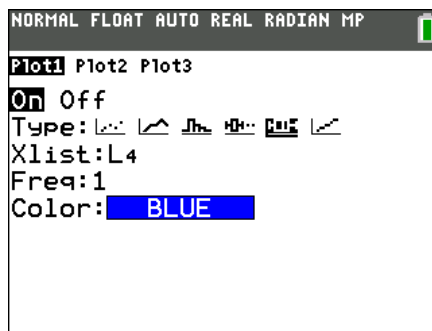 NORMAL FLOAT AUTO REAL RADIAN MP
Plot1 Plot2 Plot3
On Off
Type:
Xlist:L₄
Freq:1
Color: BLUE